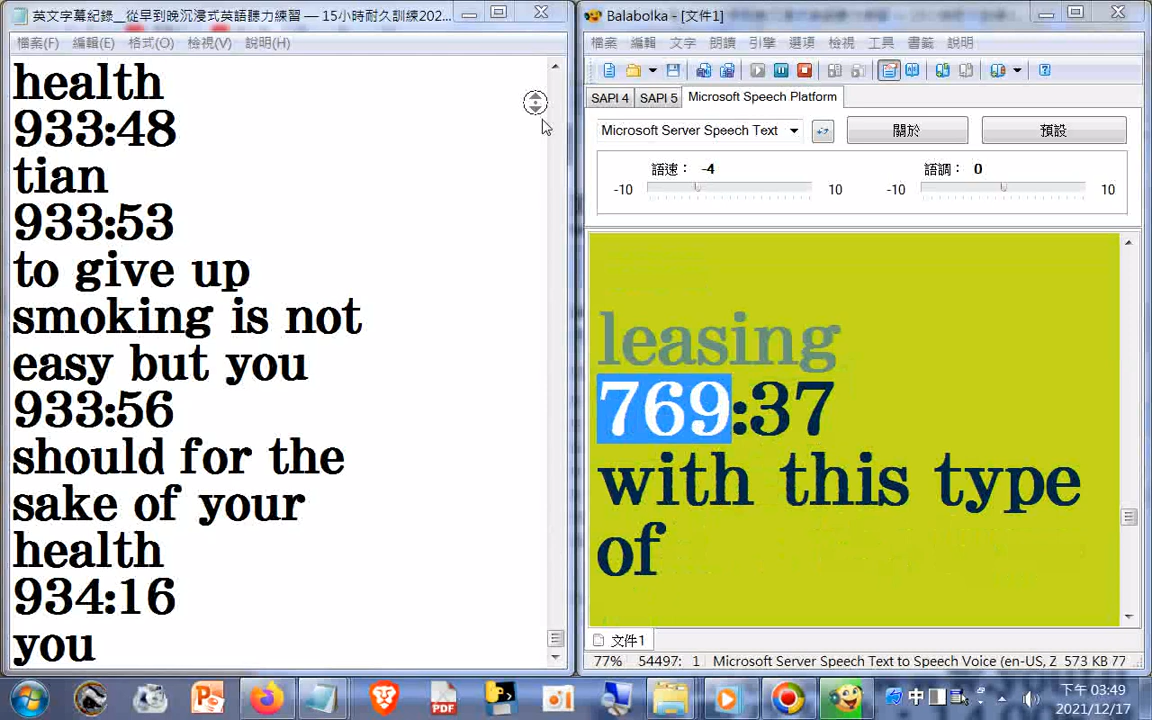 英文字幕紀錄__從早到晚沉浸式英語聽力練習 — 15小時耐久訓練202...
檔案(F) 編輯(E) 格式(O) 檢視(V) 說明(H)
health
933:48
tian
933:53
to give up
smoking is not
easy but you
933:56
should for the
sake of your
health
934:16
you
Balabolka - [文件1]
檔案 編輯 文字 朗讀 引擎 選項 檢視 工具 書籤 說明
SAPI 4 SAPI 5 Microsoft Speech Platform
Microsoft Server Speech Text 關於 預設
語速： -4 語調： 0
-10 10 -10 10
leasing
769:37
with this type
of
文件1
77% 54497: 1 Microsoft Server Speech Text to Speech Voice (en-US, Z 573 KB 77
中 下午 03:49
2021/12/17